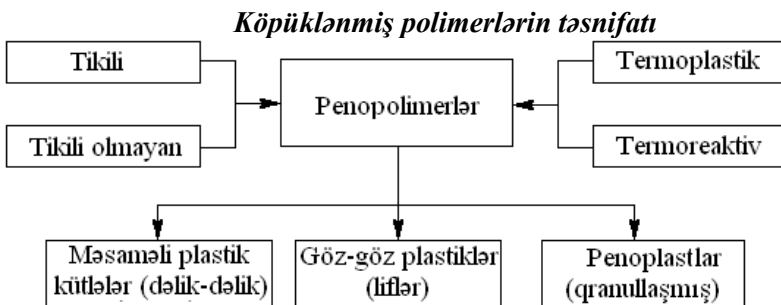 Köpüklənmiş polimerlərin təsnifatı
Tikili
Termoplastik
Penopolimerlər
Tikili olmayan
Termoreaktiv
Məsaməli plastik
kütlələr (dəlik-dəlik)
Göz-göz plastiklər
(liflər)
Penoplastlar
(qranullaşmış)